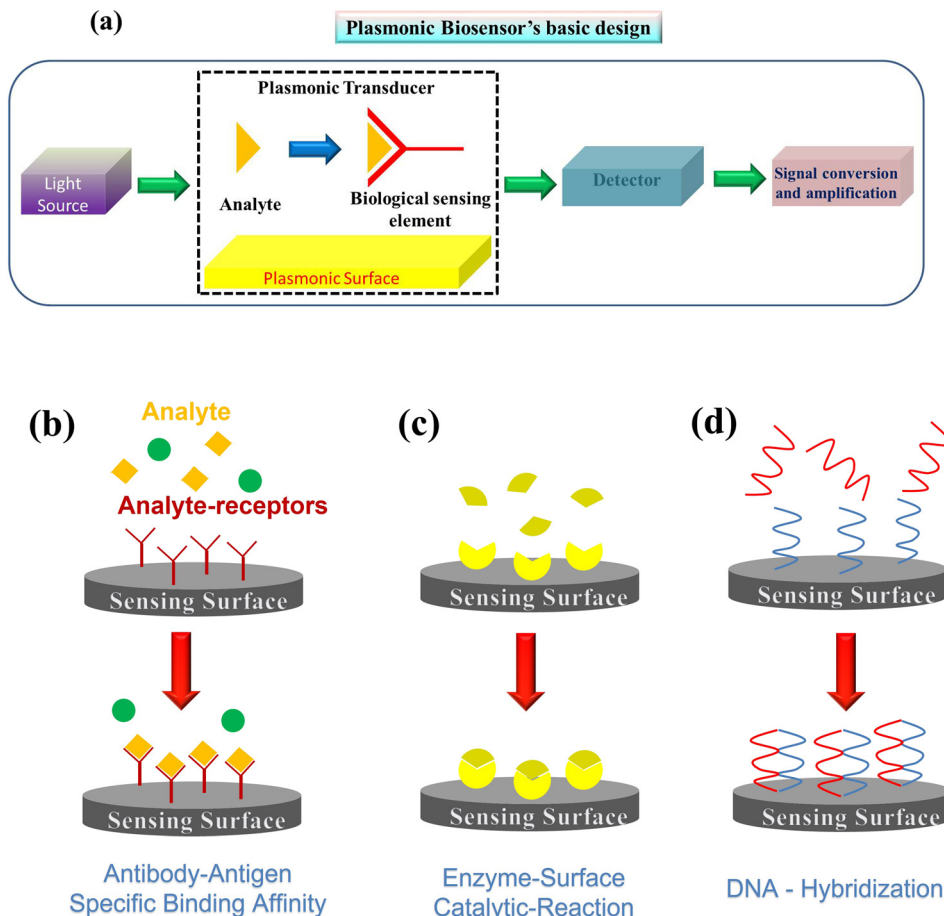 (a)
Plasmonic Biosensor's basic design
Plasmonic Transducer
Light
Source
Analyte
Biological sensing
element
Plasmonic Surface
Detector
Signal conversion
and amplification
(b)
Analyte
Analyte-receptors
Sensing Surface
Sensing Surface
Antibody-Antigen
Specific Binding Affinity
(c)
Sensing Surface
Sensing Surface
Enzyme-Surface
Catalytic-Reaction
(d)
Sensing Surface
Sensing Surface
DNA - Hybridization